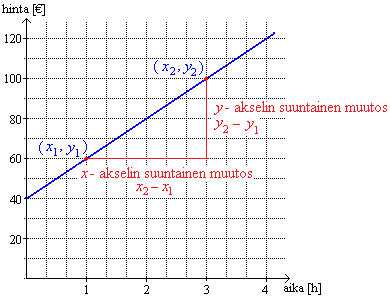 hinta [€]
120
100
80
60
40
20
(x₂, y₂)
y - akselin suuntainen muutos
y₂ – y₁
(x₁, y₁)
x - akselin suuntainen muutos
x₂ – x₁
1 2 3 4
aika [h]